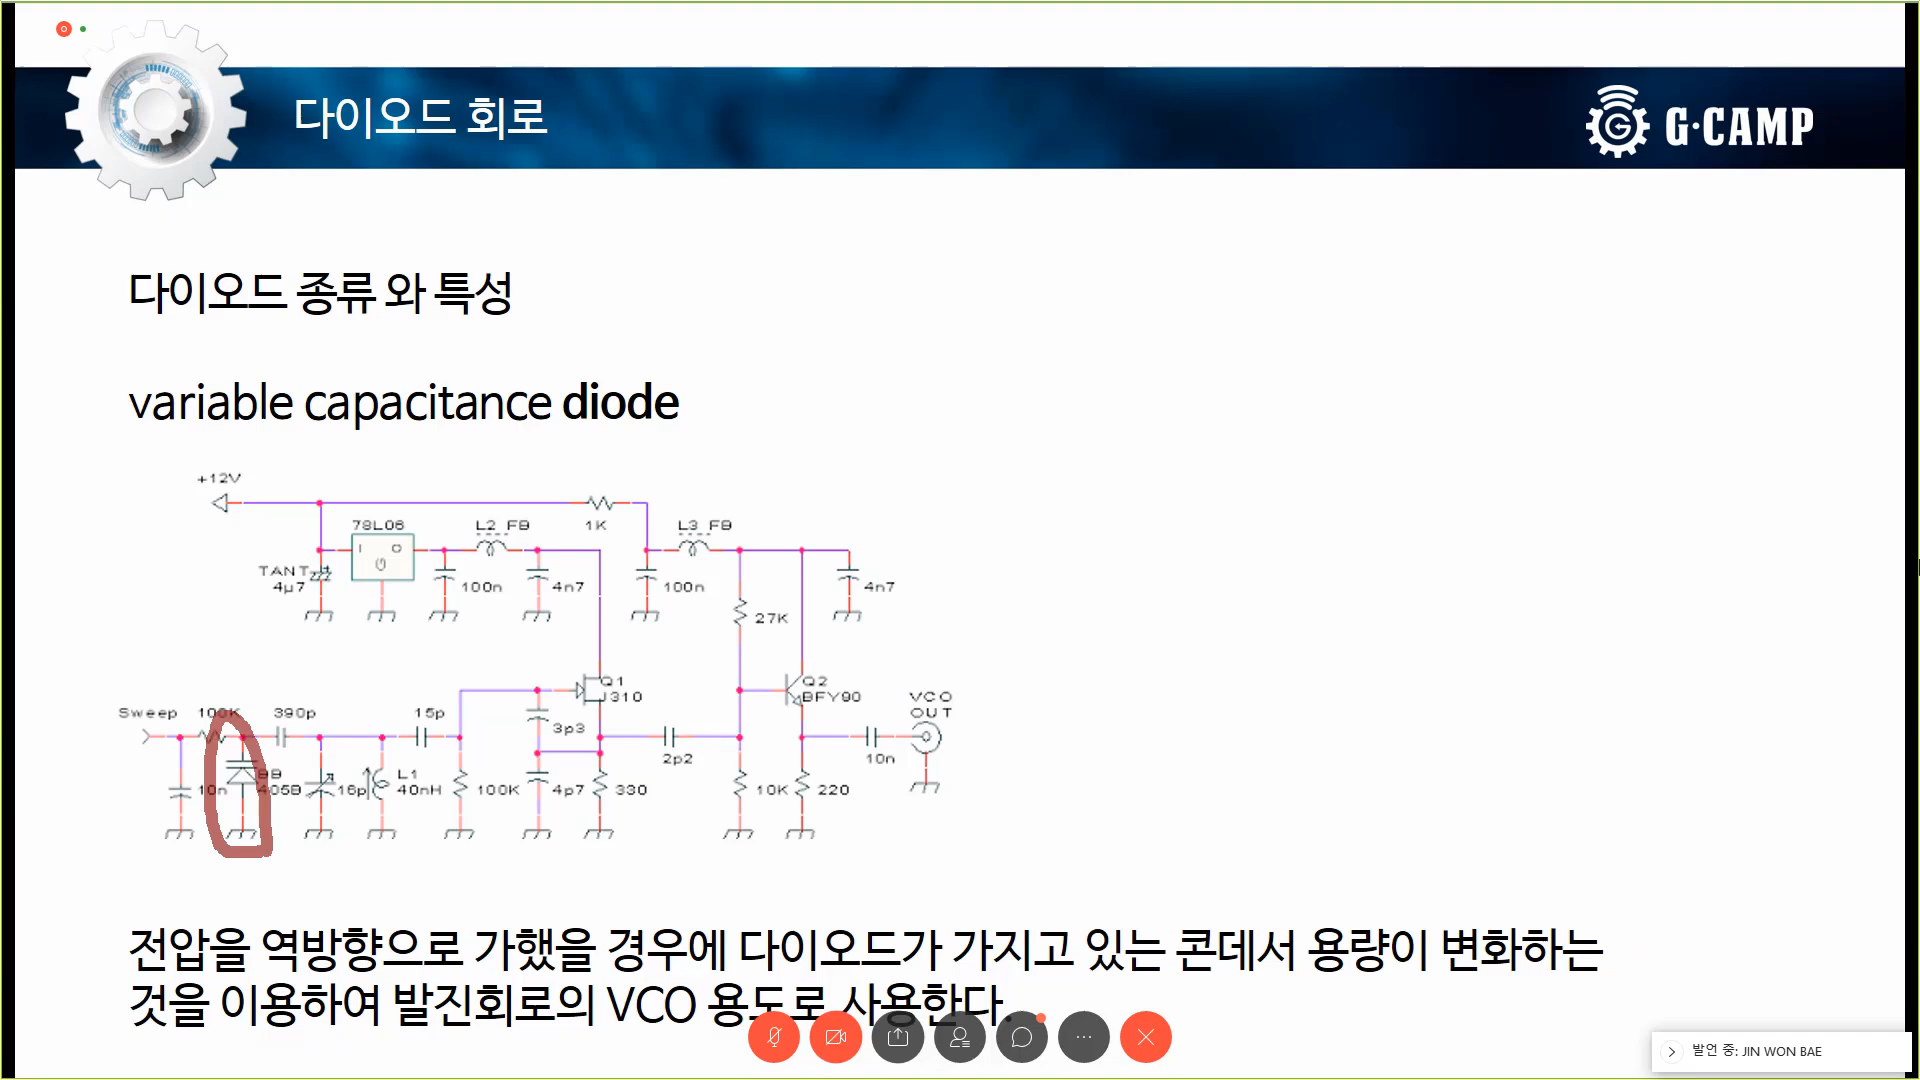 다이오드 회로
G·CAMP
다이오드 종류 와 특성
variable capacitance diode
+12V
78L06
L2 FB
1K
L3 FB
I O
G
TANT
4µ7
100n
4n7
100n
4n7
27K
Q1
J310
Q2
BFY90
VCO
OUT
Sweep
100K
390p
15p
3p3
2p2
10n
10n
BB
405B
16p
L1
40nH
100K
4p7
330
10K
220
전압을 역방향으로 가했을 경우에 다이오드가 가지고 있는 콘데서 용량이 변화하는
것을 이용하여 발진회로의 VCO 용도로 사용한다.
발언 중: JIN WON BAE